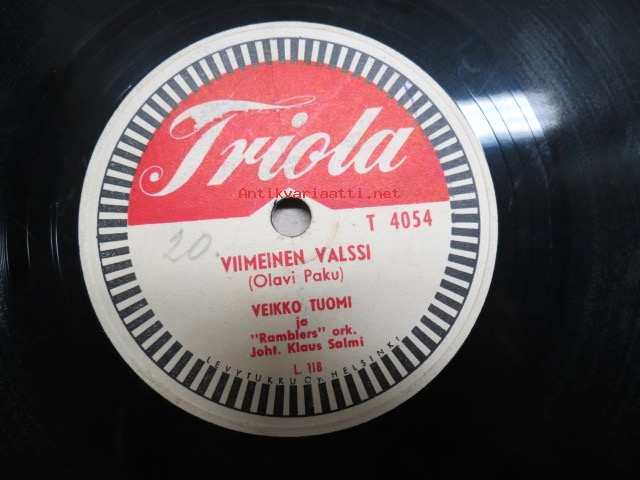 Triola
Antikvariaatti.net
T 4054
20
VIIMEINEN VALSSI
(Olavi Paku)
VEIKKO TUOMI
ja
"Ramblers" ork.
Joht. Klaus Salmi
L. 118
LEVYTUKKU OY. HELSINKI